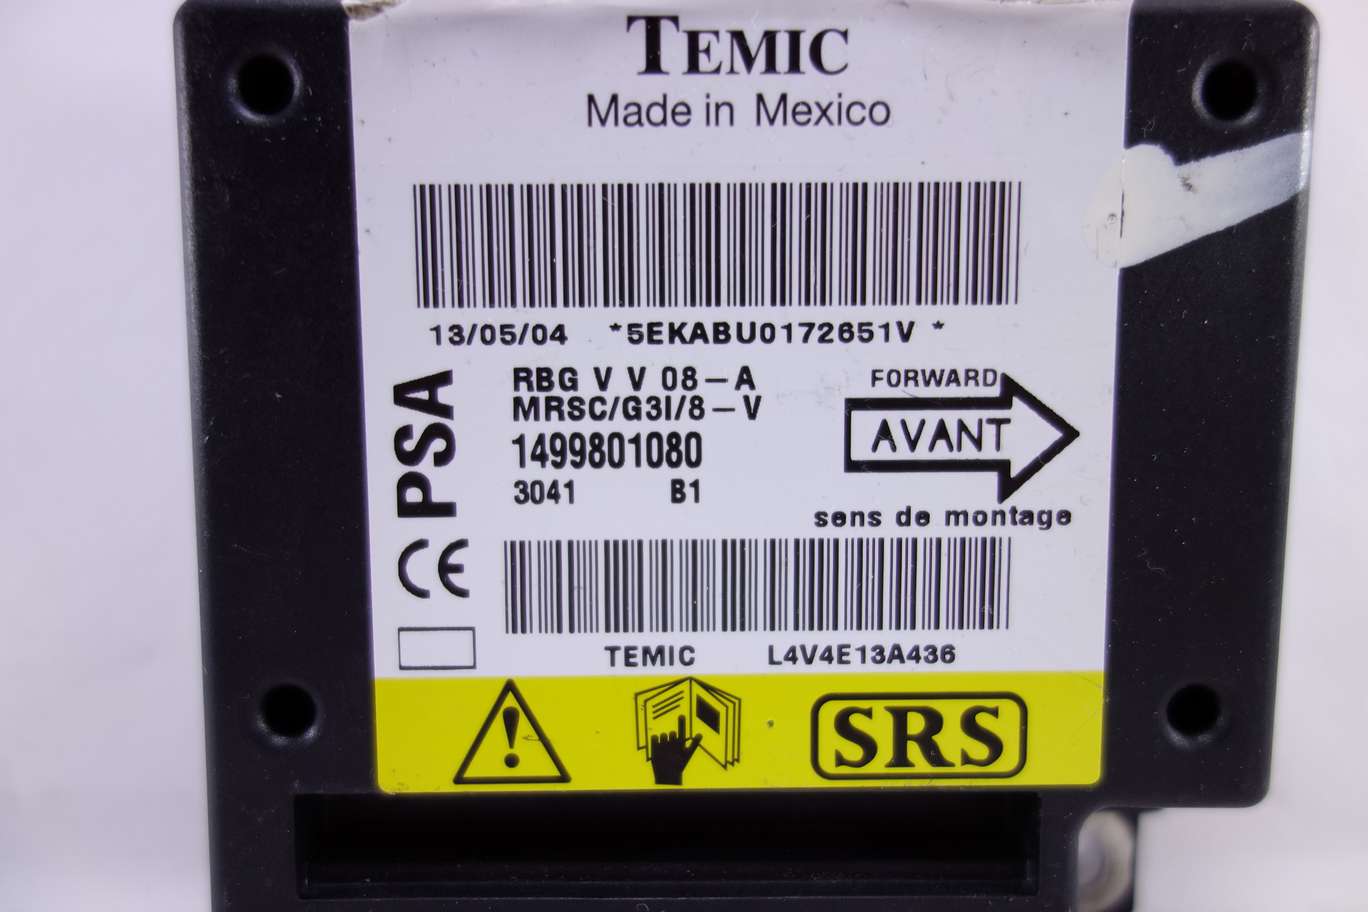 TEMIC
Made in Mexico
13/05/04 *5EKABU0172651V *
PSA
RBG V V 08-A
MRSC/G3I/8-V
1499801080
3041 B1
FORWARD
AVANT
sens de montage
CE
TEMIC L4V4E13A436
SRS